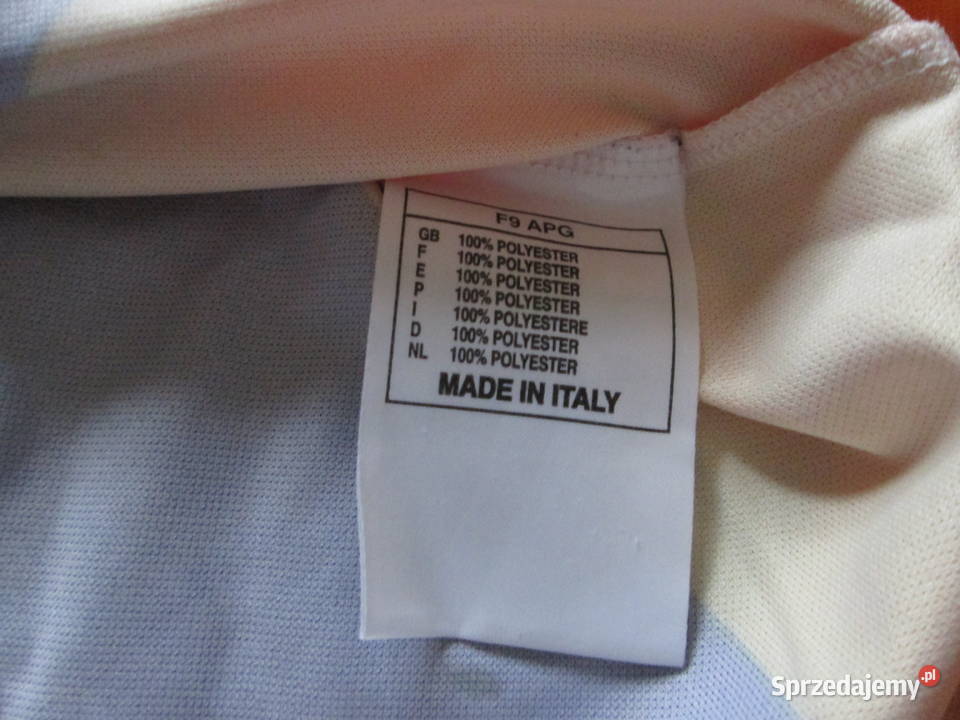 F9 APG
GB 100% POLYESTER
F 100% POLYESTER
E 100% POLYESTER
P 100% POLYESTER
I 100% POLYESTERE
D 100% POLYESTER
NL 100% POLYESTER
MADE IN ITALY
Sprzedajemy.pl